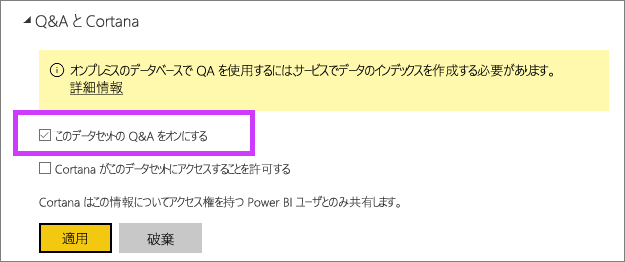 Q&A と Cortana
オンプレミスのデータベースで QA を使用するにはサービスでデータのインデックスを作成する必要があります。
詳細情報
このデータセットの Q&A をオンにする
Cortana がこのデータセットにアクセスすることを許可する
Cortana はこの情報についてアクセス権を持つ Power BI ユーザとのみ共有します。
適用 破棄